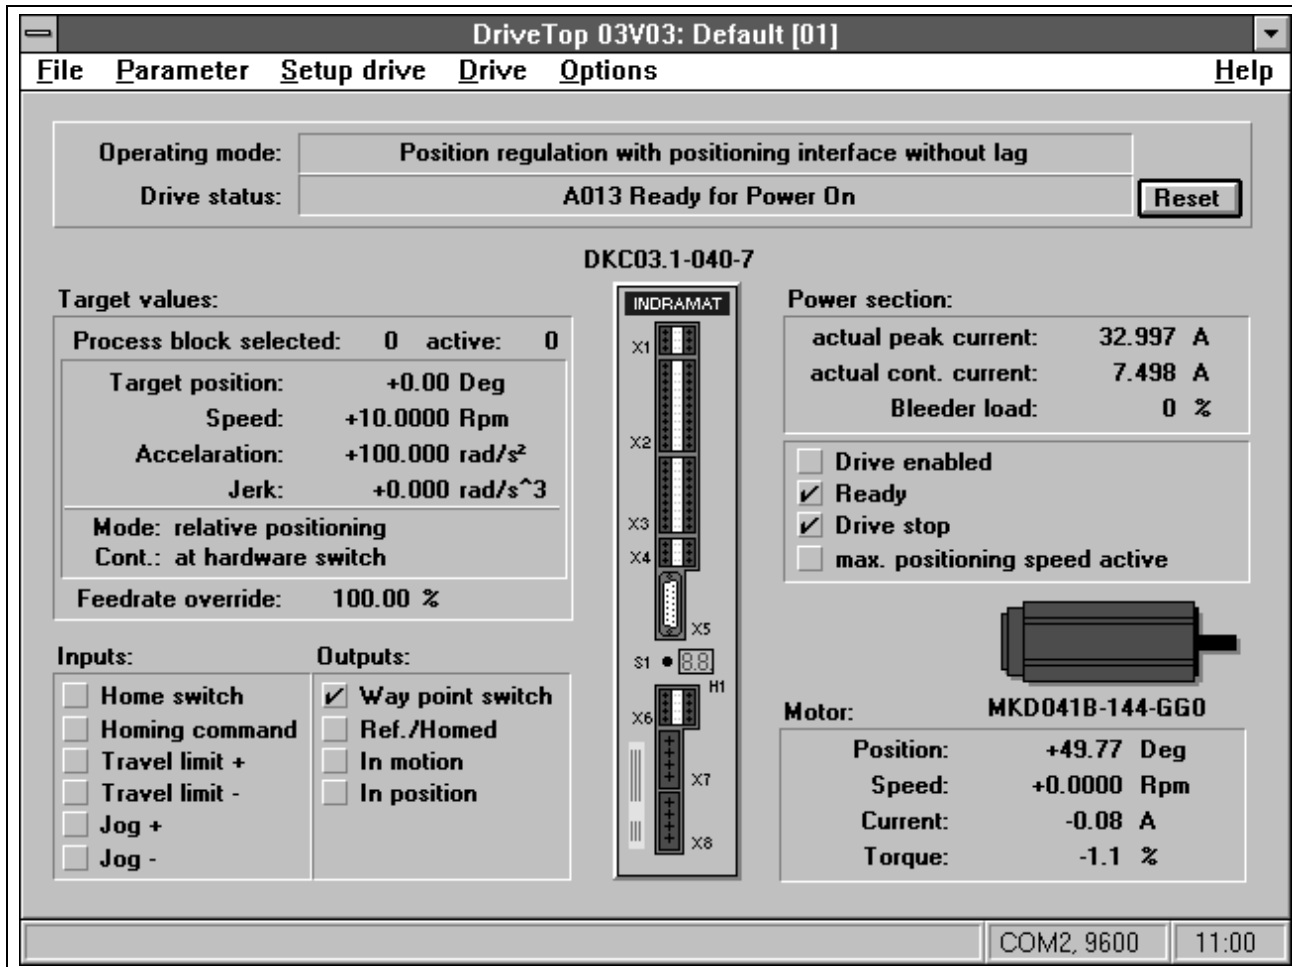 DriveTop 03V03: Default [01]
File Parameter Setup drive Drive Options Help
Operating mode: Position regulation with positioning interface without lag
Drive status: A013 Ready for Power On Reset
DKC03.1-040-7
Target values:
Process block selected: 0 active: 0
Target position: +0.00 Deg
Speed: +10.0000 Rpm
Accelaration: +100.000 rad/s²
Jerk: +0.000 rad/s^3
Mode: relative positioning
Cont.: at hardware switch
Feedrate override: 100.00 %
Inputs:
Home switch
Homing command
Travel limit +
Travel limit -
Jog +
Jog -
Outputs:
Way point switch
Ref./Homed
In motion
In position
INDRAMAT
X1
X2
X3
X4
X5
S1 8.8
H1
X6
X7
X8
Power section:
actual peak current: 32.997 A
actual cont. current: 7.498 A
Bleeder load: 0 %
Drive enabled
Ready
Drive stop
max. positioning speed active
Motor: MKD041B-144-GG0
Position: +49.77 Deg
Speed: +0.0000 Rpm
Current: -0.08 A
Torque: -1.1 %
COM2, 9600 11:00